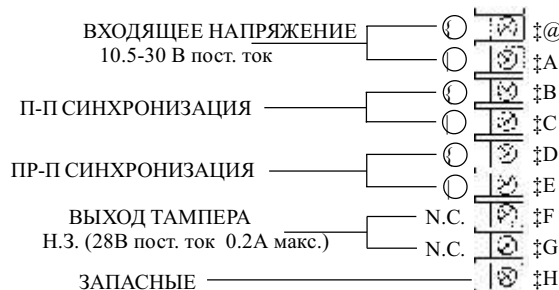 ВХОДЯЩЕЕ НАПРЯЖЕНИЕ
10.5-30 В пост. ток
П-П СИНХРОНИЗАЦИЯ
ПР-П СИНХРОНИЗАЦИЯ
ВЫХОД ТАМПЕРА
Н.З. (28В пост. ток 0.2А макс.)
ЗАПАСНЫЕ
N.C.
N.C.
‡@
‡A
‡B
‡C
‡D
‡E
‡F
‡G
‡H